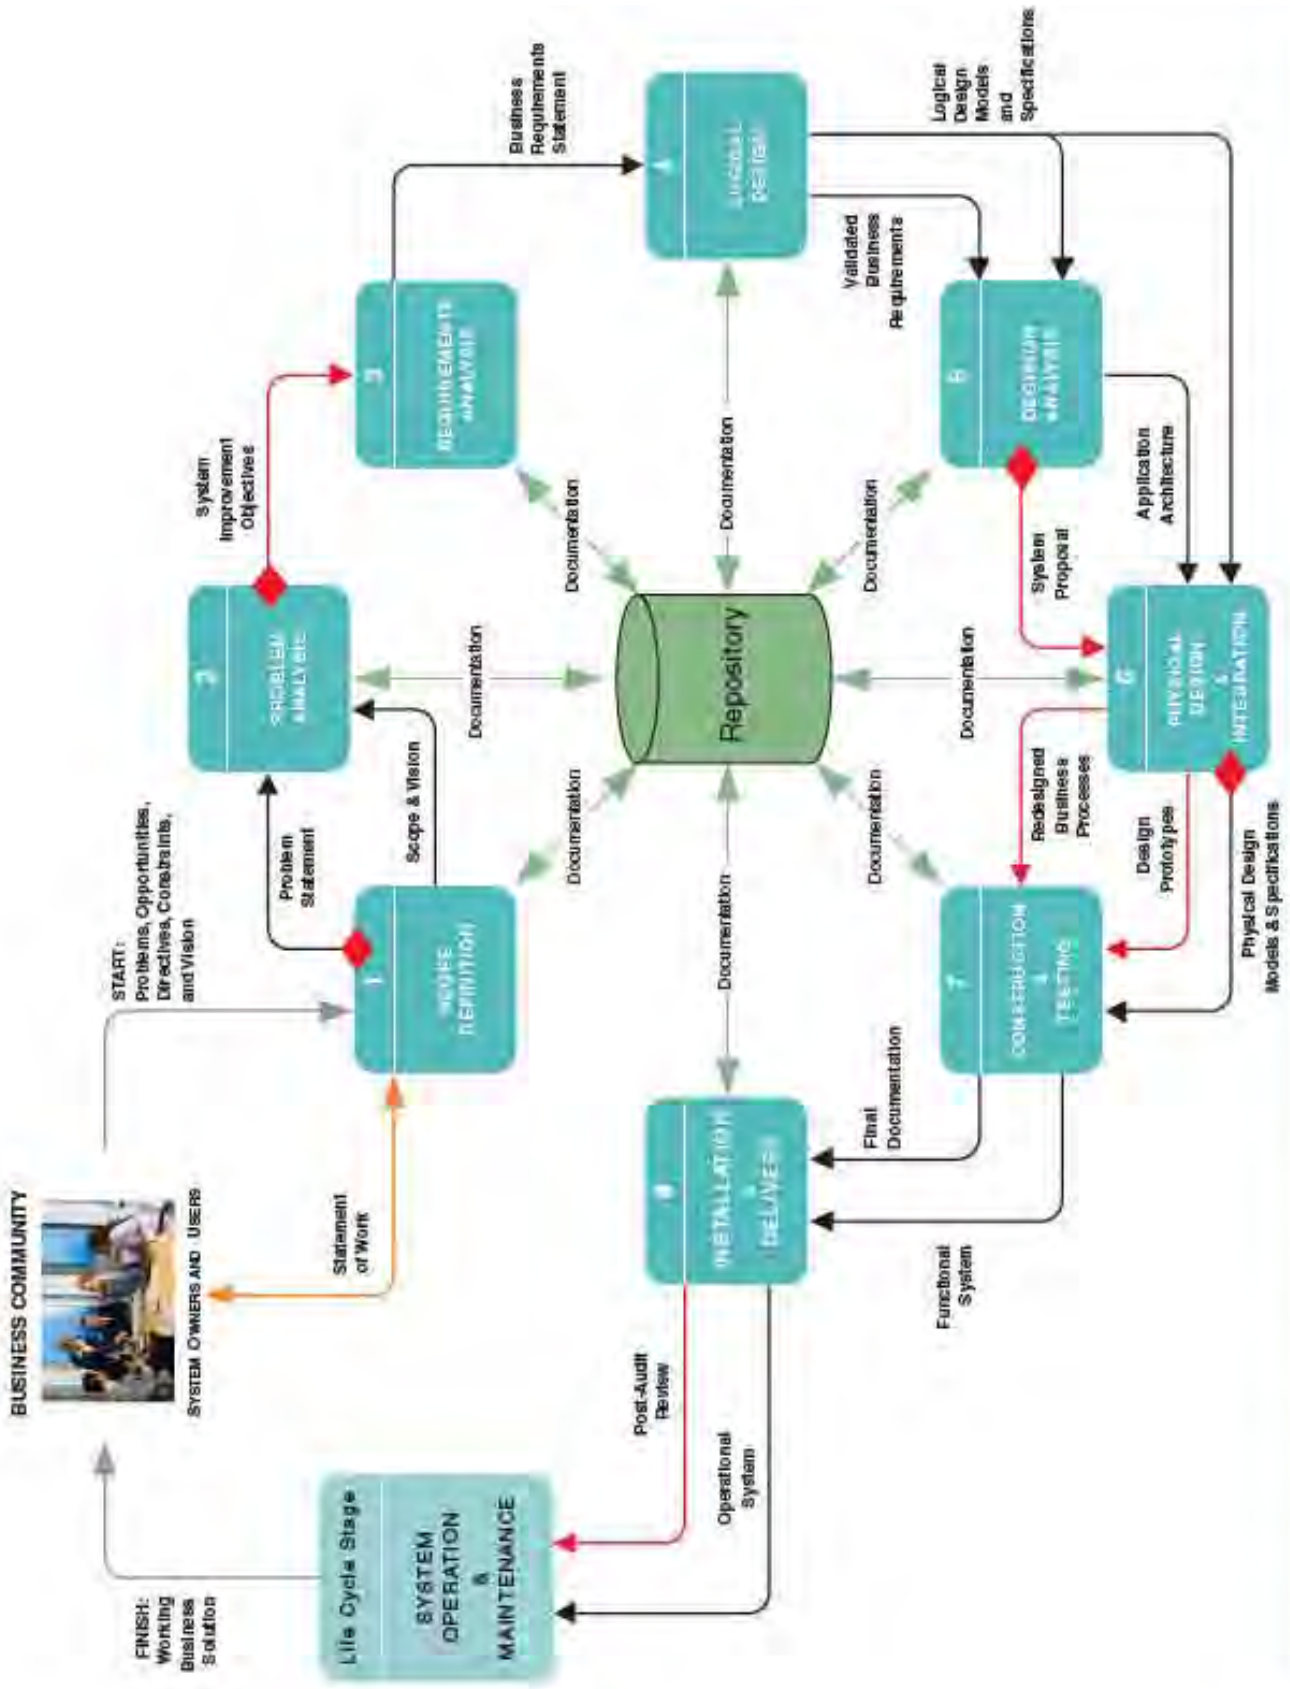 BUSINESS COMMUNITY
SYSTEM OWNERS AND USERS
FINISH:
Working
Business
Solution
START:
Problems, Opportunities,
Directives, Constraints,
and Vision
Statement
of Work
Life Cycle Stage
SYSTEM
OPERATION
&
MAINTENANCE
1
SCOPE
DEFINITION
Problem
Statement
Scope & Vision
2
PROBLEM
ANALYSIS
System
Improvement
Objectives
3
REQUIREMENTS
ANALYSIS
Business
Requirements
Statement
4
LOGICAL
DESIGN
Validated
Business
Requirements
Logical
Design
Models
and
Specifications
5
DECISION
ANALYSIS
System
Proposal
Application
Architecture
6
PHYSICAL
DESIGN
&
INTEGRATION
Redesigned
Business
Processes
Design
Prototypes
Physical Design
Models & Specifications
7
CONSTRUCTION
&
TESTING
Final
Documentation
Functional
System
8
INSTALLATION
&
DELIVERY
Post-Audit
Review
Operational
System
Repository
Documentation
Documentation
Documentation
Documentation
Documentation
Documentation
Documentation
Documentation